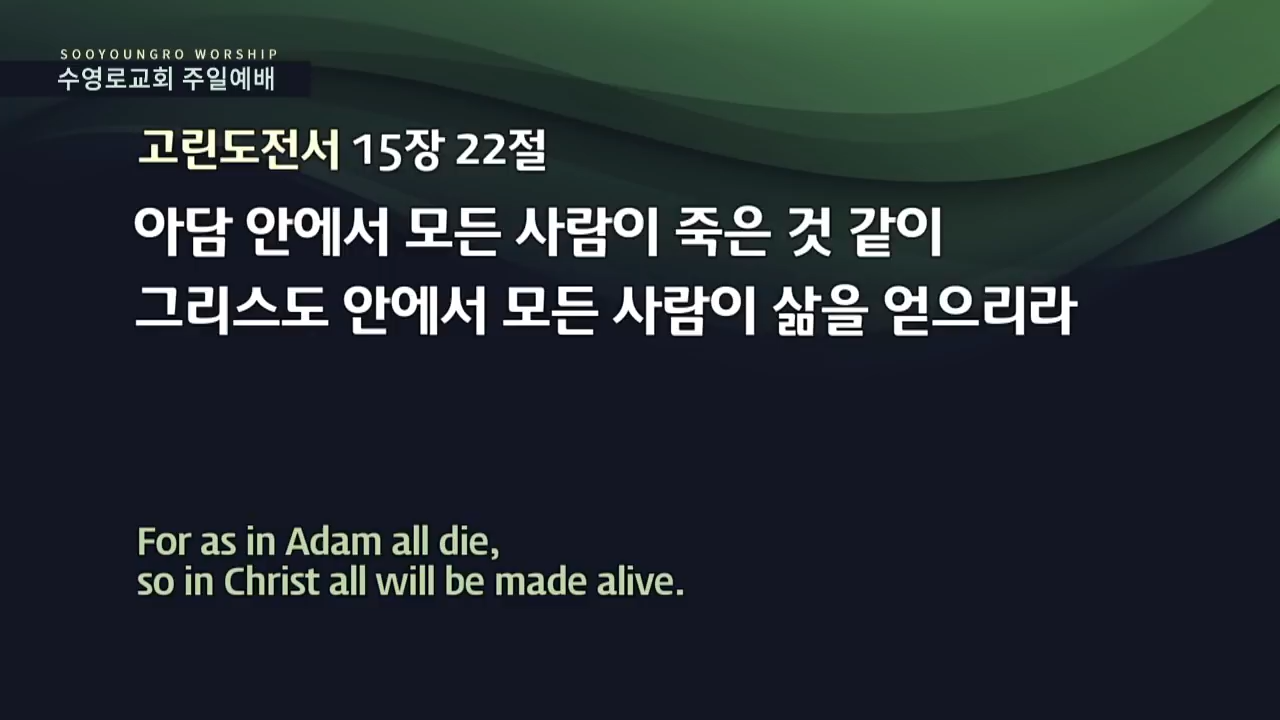 SOOYOUNGRO WORSHIP
수영로교회 주일예배
고린도전서 15장 22절
아담 안에서 모든 사람이 죽은 것 같이
그리스도 안에서 모든 사람이 삶을 얻으리라
For as in Adam all die,
so in Christ all will be made alive.